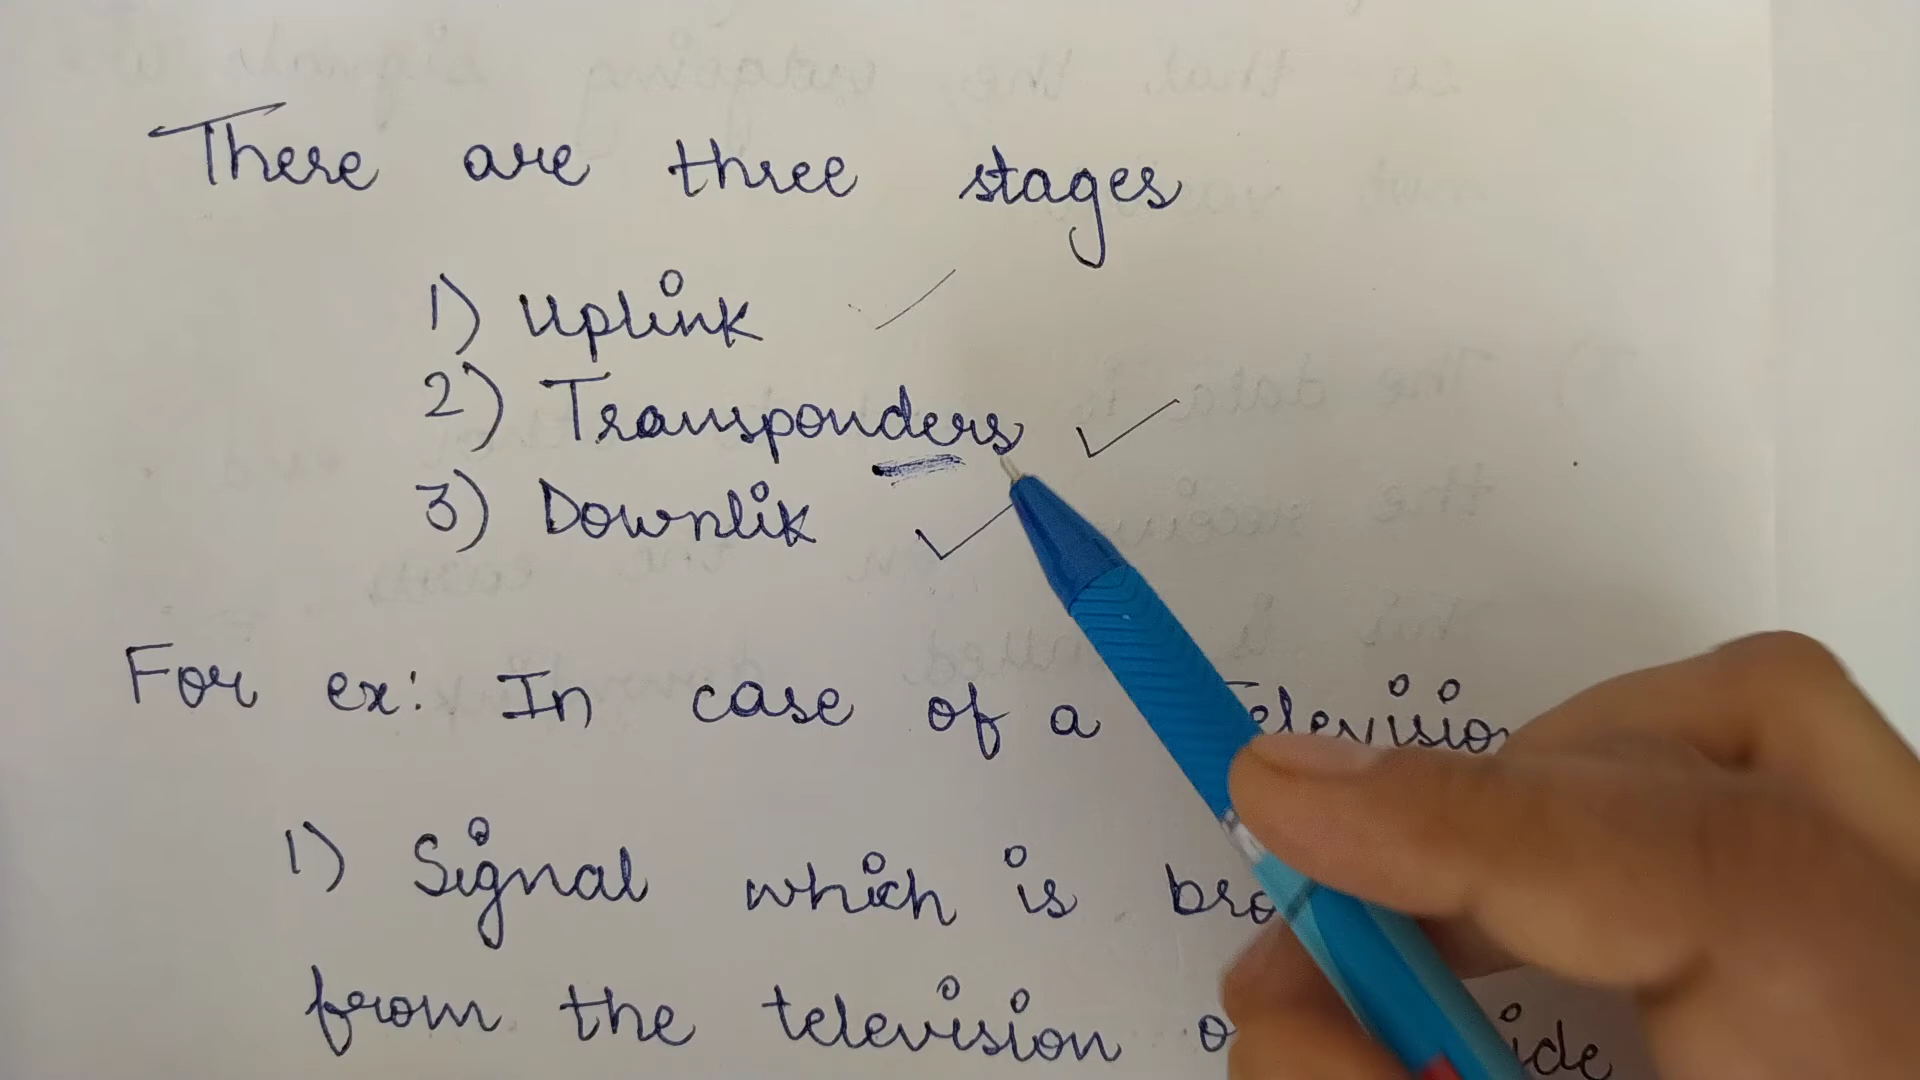 There are three stages
1) Uplink
2) Transponders
3) Downlik
For ex: In case of a Television
1) Signal which is
from the television